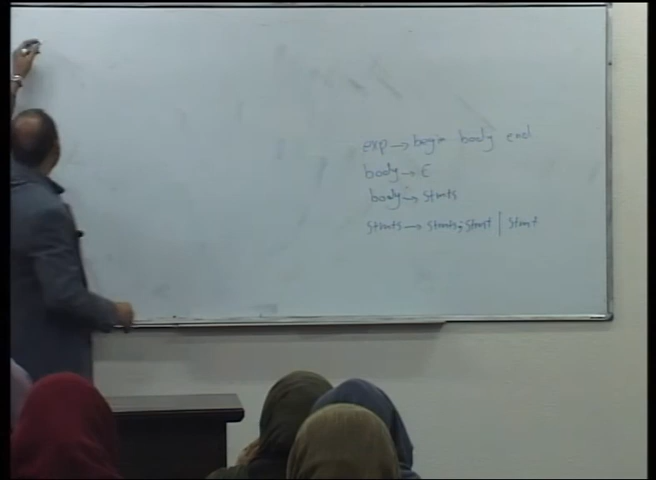 exp → begin body end
body → ε
body → stmts
stmts → stmts; stmt | stmt